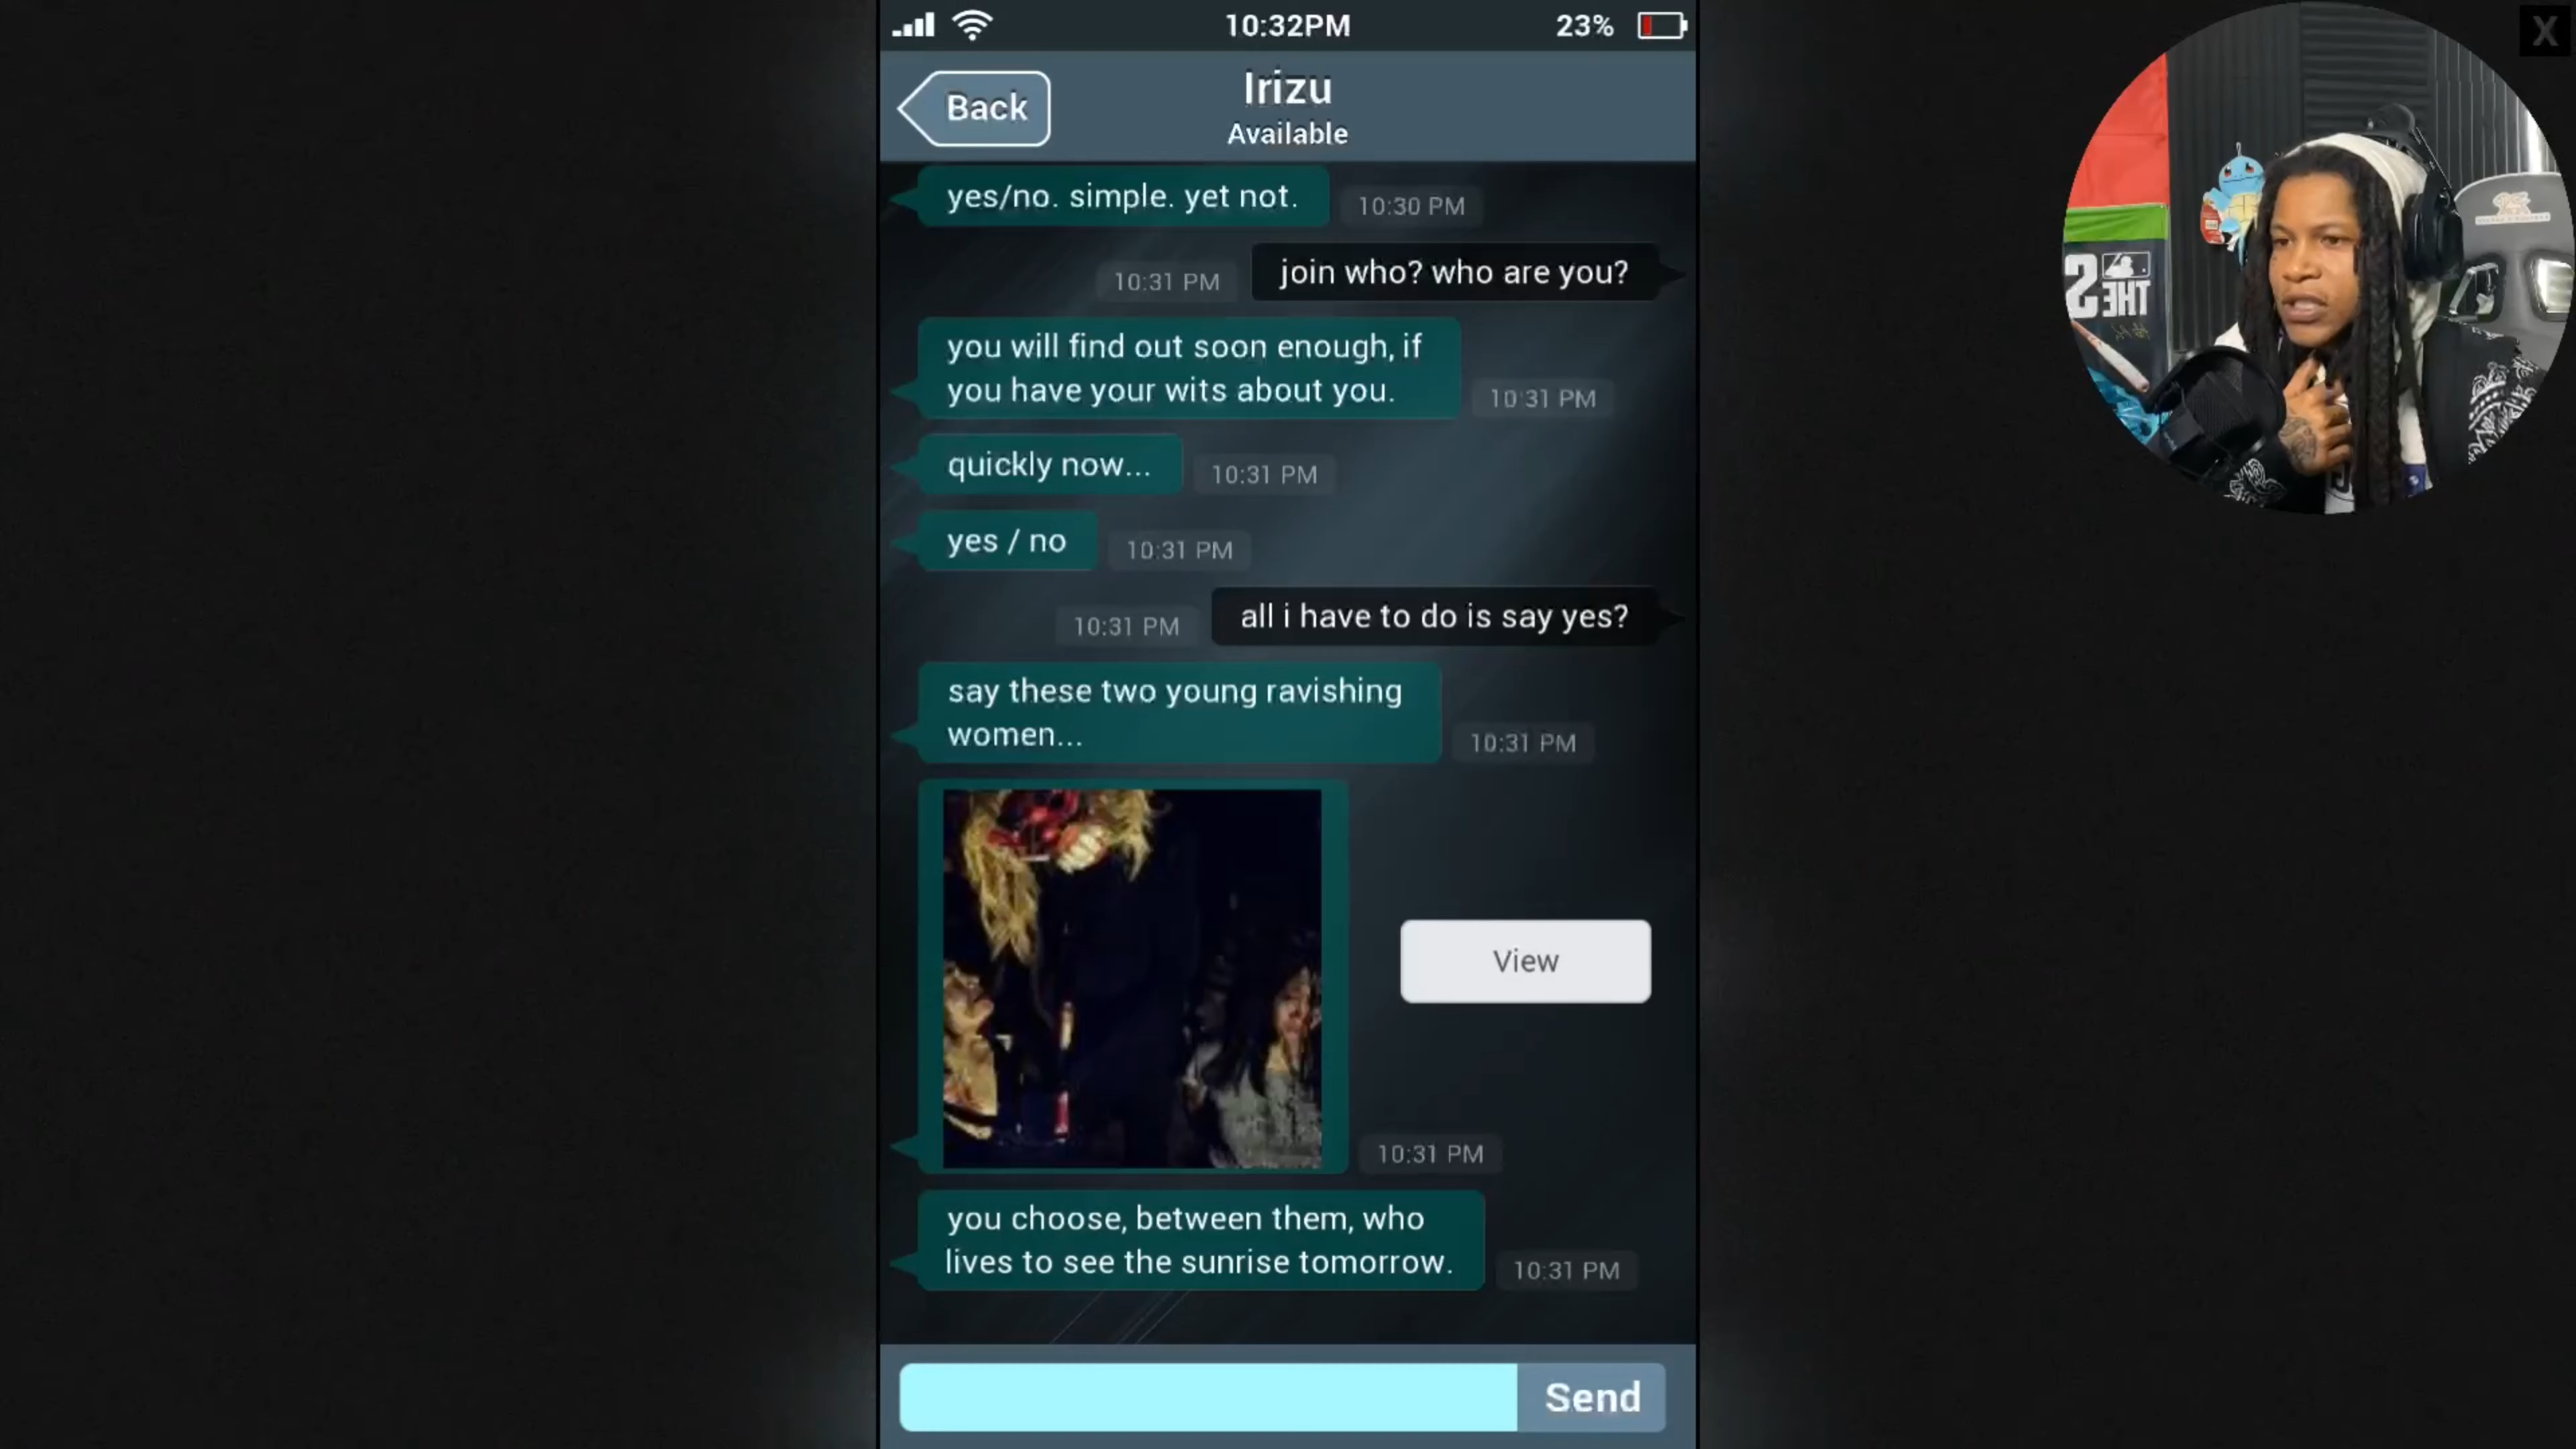 10:32PM
23%
X
Back
Irizu
Available
yes/no. simple. yet not.
10:30 PM
10:31 PM
join who? who are you?
you will find out soon enough, if
you have your wits about you.
10:31 PM
quickly now...
10:31 PM
yes / no
10:31 PM
10:31 PM
all i have to do is say yes?
say these two young ravishing
women...
10:31 PM
View
10:31 PM
you choose, between them, who
lives to see the sunrise tomorrow.
10:31 PM
Send
THE
S